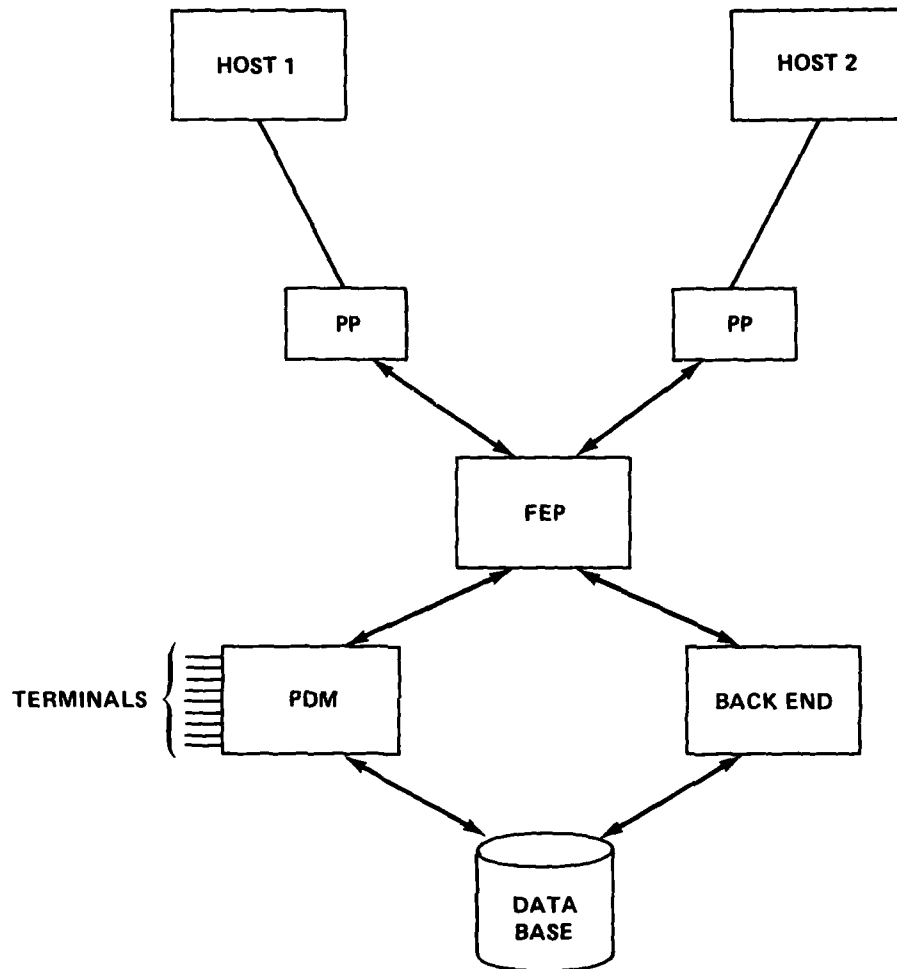 HOST 1
HOST 2
PP
PP
FEP
TERMINALS
PDM
BACK END
DATA
BASE